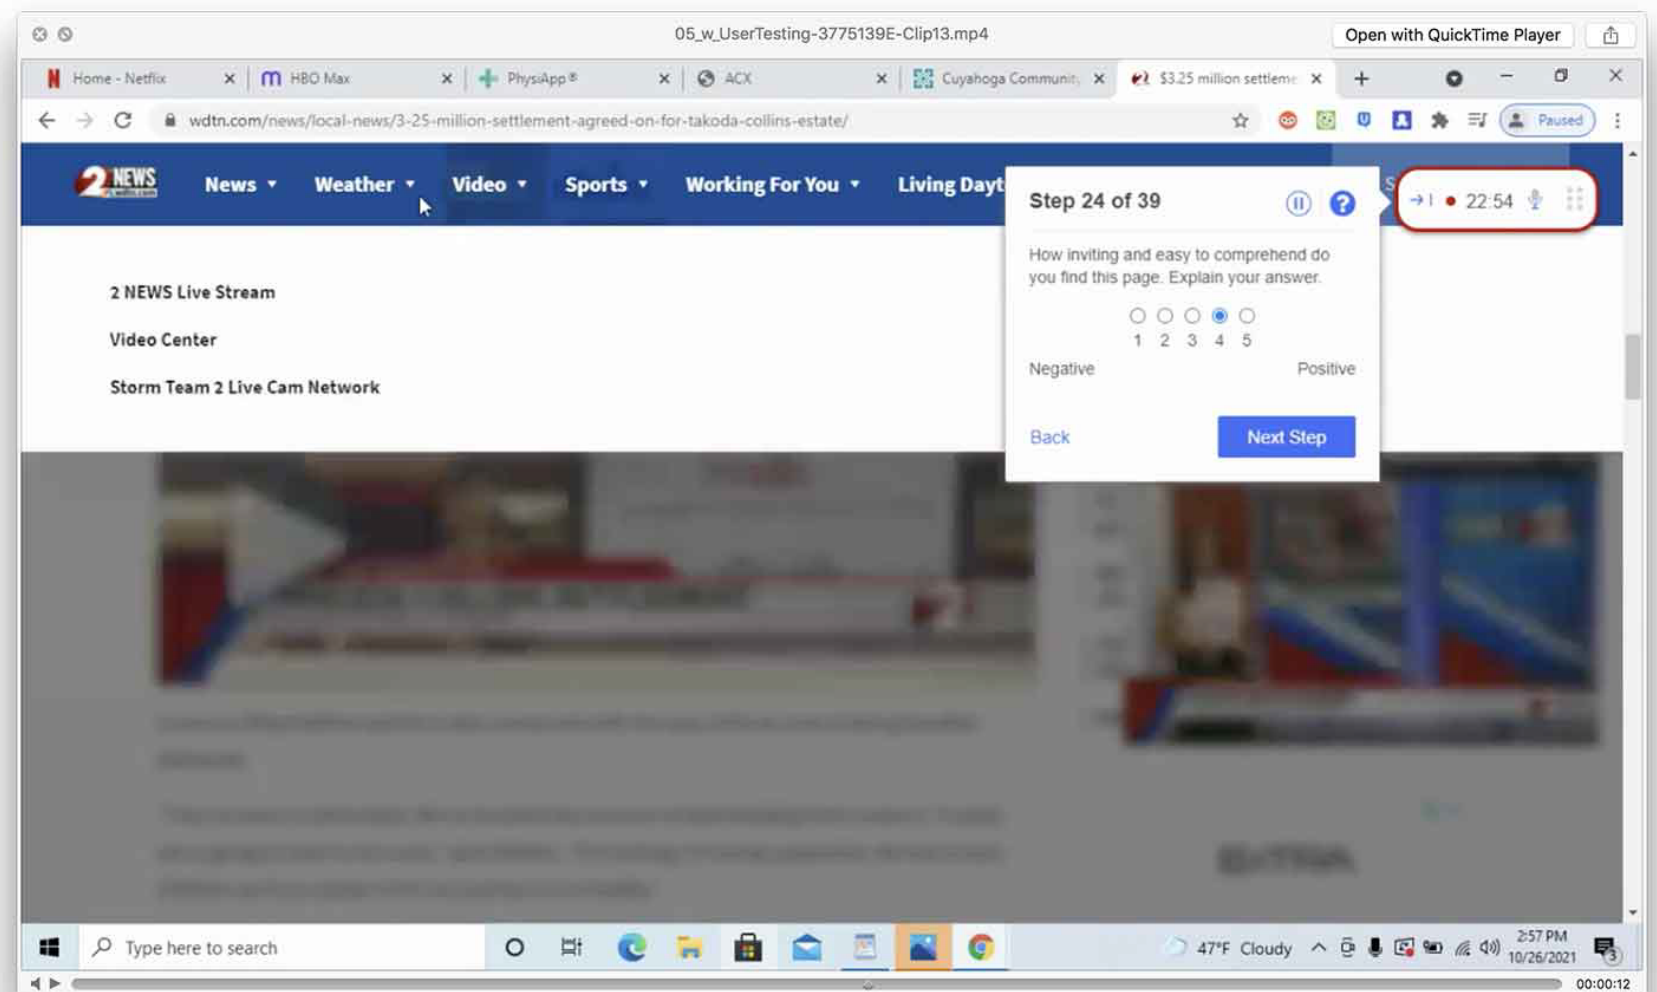 05_w_UserTesting-3775139E-Clip13.mp4
Open with QuickTime Player
Home - Netflix
HBO Max
PhysiApp®
ACX
Cuyahoga Community
$3.25 million settleme
wdtn.com/news/local-news/3-25-million-settlement-agreed-on-for-takoda-collins-estate/
Paused
2 NEWS
wdtn.com
News
Weather
Video
Sports
Working For You
Living Dayt
S
Step 24 of 39
22:54
How inviting and easy to comprehend do
you find this page. Explain your answer.
1 2 3 4 5
Negative Positive
Back Next Step
2 NEWS Live Stream
Video Center
Storm Team 2 Live Cam Network
Type here to search
47°F Cloudy
2:57 PM
10/26/2021
3
00:00:12